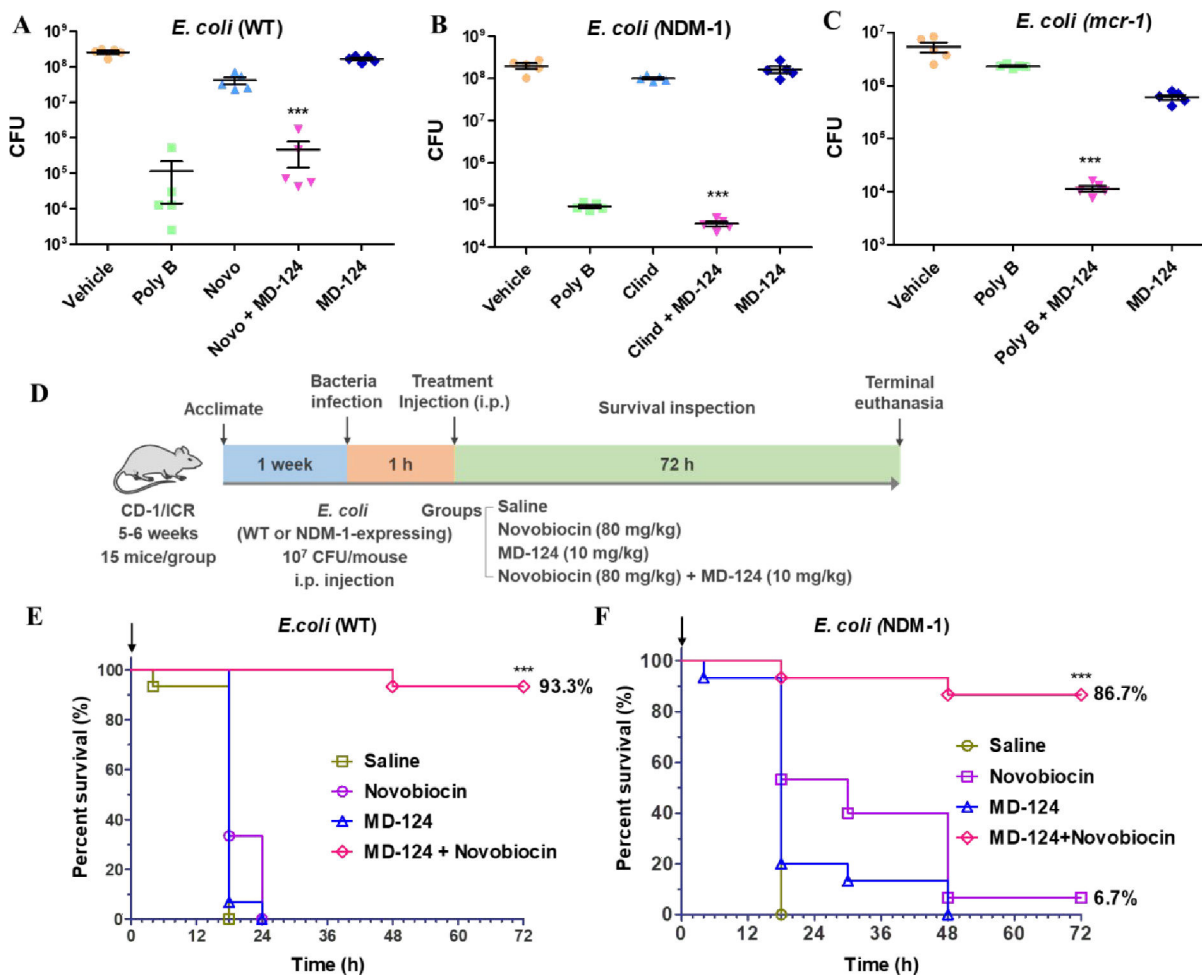 A
E. coli (WT)
CFU
10⁹
10⁸
10⁷
10⁶
10⁵
10⁴
10³
***
Vehicle
Poly B
Novo
Novo + MD-124
MD-124
B
E. coli (NDM-1)
CFU
10⁹
10⁸
10⁷
10⁶
10⁵
10⁴
***
Vehicle
Poly B
Clind
Clind + MD-124
MD-124
C
E. coli (mcr-1)
CFU
10⁷
10⁶
10⁵
10⁴
10³
***
Vehicle
Poly B
Poly B + MD-124
MD-124
D
Acclimate
Bacteria
infection
Treatment
Injection (i.p.)
Survival inspection
Terminal
euthanasia
1 week
1 h
72 h
CD-1/ICR
5-6 weeks
15 mice/group
E. coli
(WT or NDM-1-expressing)
10⁷ CFU/mouse
i.p. injection
Groups
Saline
Novobiocin (80 mg/kg)
MD-124 (10 mg/kg)
Novobiocin (80 mg/kg) + MD-124 (10 mg/kg)
E
E.coli (WT)
Percent survival (%)
100
80
60
40
20
0
***
93.3%
Saline
Novobiocin
MD-124
MD-124 + Novobiocin
0 12 24 36 48 60 72
Time (h)
F
E. coli (NDM-1)
Percent survival (%)
100
80
60
40
20
0
***
86.7%
Saline
Novobiocin
MD-124
MD-124+Novobiocin
6.7%
0 12 24 36 48 60 72
Time (h)